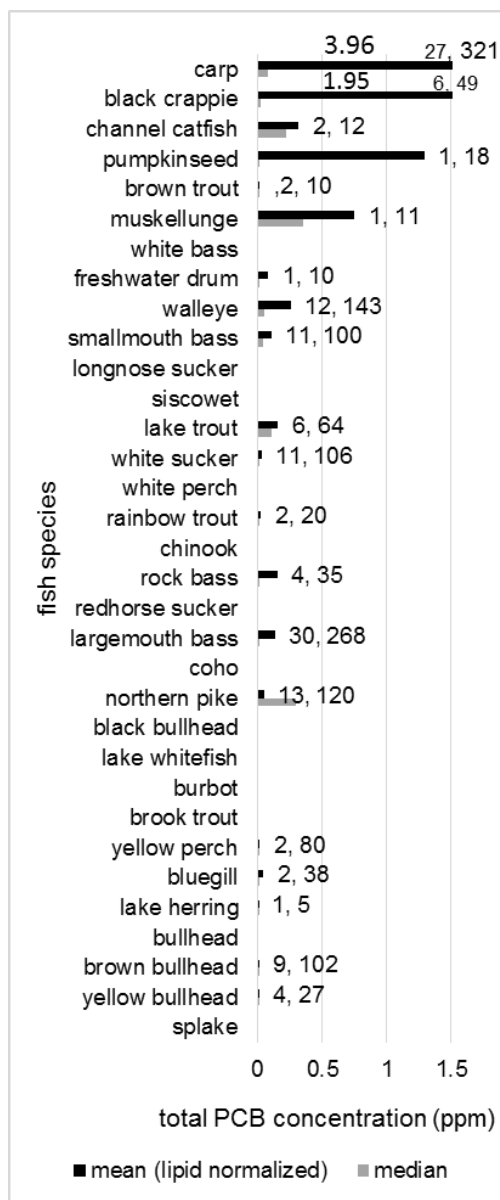 3.96
carp 27, 321
1.95
black crappie 6, 49
channel catfish 2, 12
pumpkinseed 1, 18
brown trout ,2, 10
muskellunge 1, 11
white bass
freshwater drum 1, 10
walleye 12, 143
smallmouth bass 11, 100
longnose sucker
siscowet
lake trout 6, 64
white sucker 11, 106
white perch
rainbow trout 2, 20
chinook
rock bass 4, 35
redhorse sucker
largemouth bass 30, 268
coho
northern pike 13, 120
black bullhead
lake whitefish
burbot
brook trout
yellow perch 2, 80
bluegill 2, 38
lake herring 1, 5
bullhead
brown bullhead 9, 102
yellow bullhead 4, 27
splake
fish species
0 0.5 1 1.5
total PCB concentration (ppm)
mean (lipid normalized) median